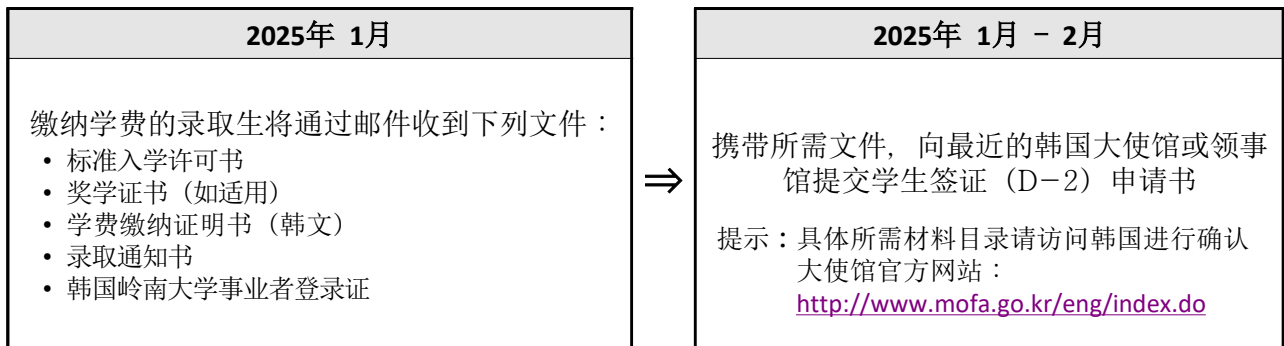 2025年 1月
缴纳学费的录取生将通过邮件收到下列文件：
• 标准入学许可书
• 奖学证书（如适用）
• 学费缴纳证明书（韩文）
• 录取通知书
• 韩国岭南大学事业者登录证
⇒
2025年 1月 – 2月
携带所需文件, 向最近的韩国大使馆或领事
馆提交学生签证（D-2）申请书
提示：具体所需材料目录请访问韩国进行确认
大使馆官方网站：
http://www.mofa.go.kr/eng/index.do